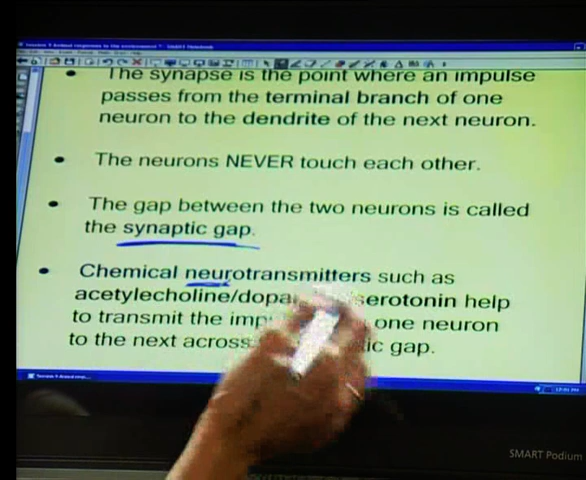 • The synapse is the point where an impulse
passes from the terminal branch of one
neuron to the dendrite of the next neuron.
• The neurons NEVER touch each other.
• The gap between the two neurons is called
the synaptic gap.
• Chemical neurotransmitters such as
acetylecholine/dopa serotonin help
to transmit the imp one neuron
to the next across ic gap.
SMART Podium